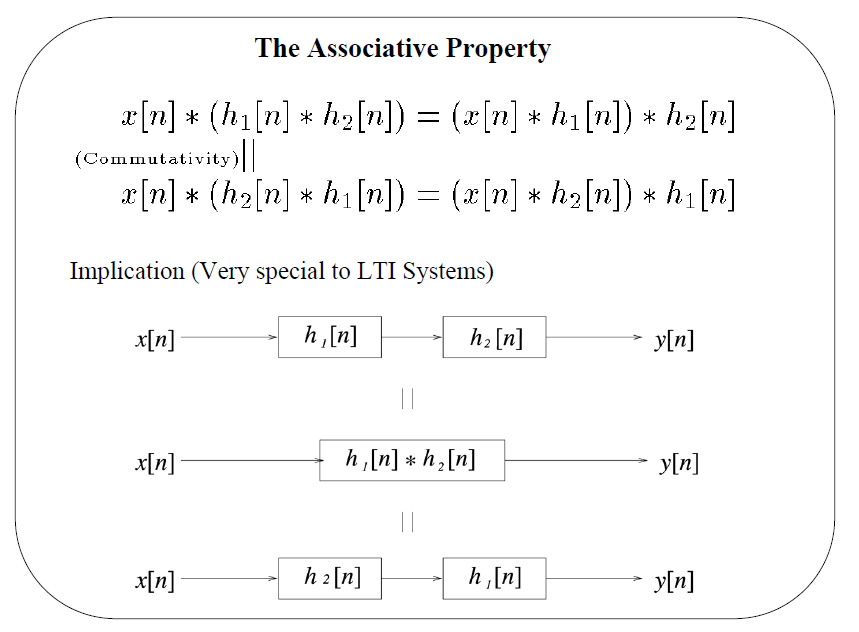 The Associative Property
x[n] * (h₁[n] * h₂[n]) = (x[n] * h₁[n]) * h₂[n]
(Commutativity)||
x[n] * (h₂[n] * h₁[n]) = (x[n] * h₂[n]) * h₁[n]
Implication (Very special to LTI Systems)
x[n] h₁[n] h₂[n] y[n]
||
x[n] h₁[n] * h₂[n] y[n]
||
x[n] h₂[n] h₁[n] y[n]